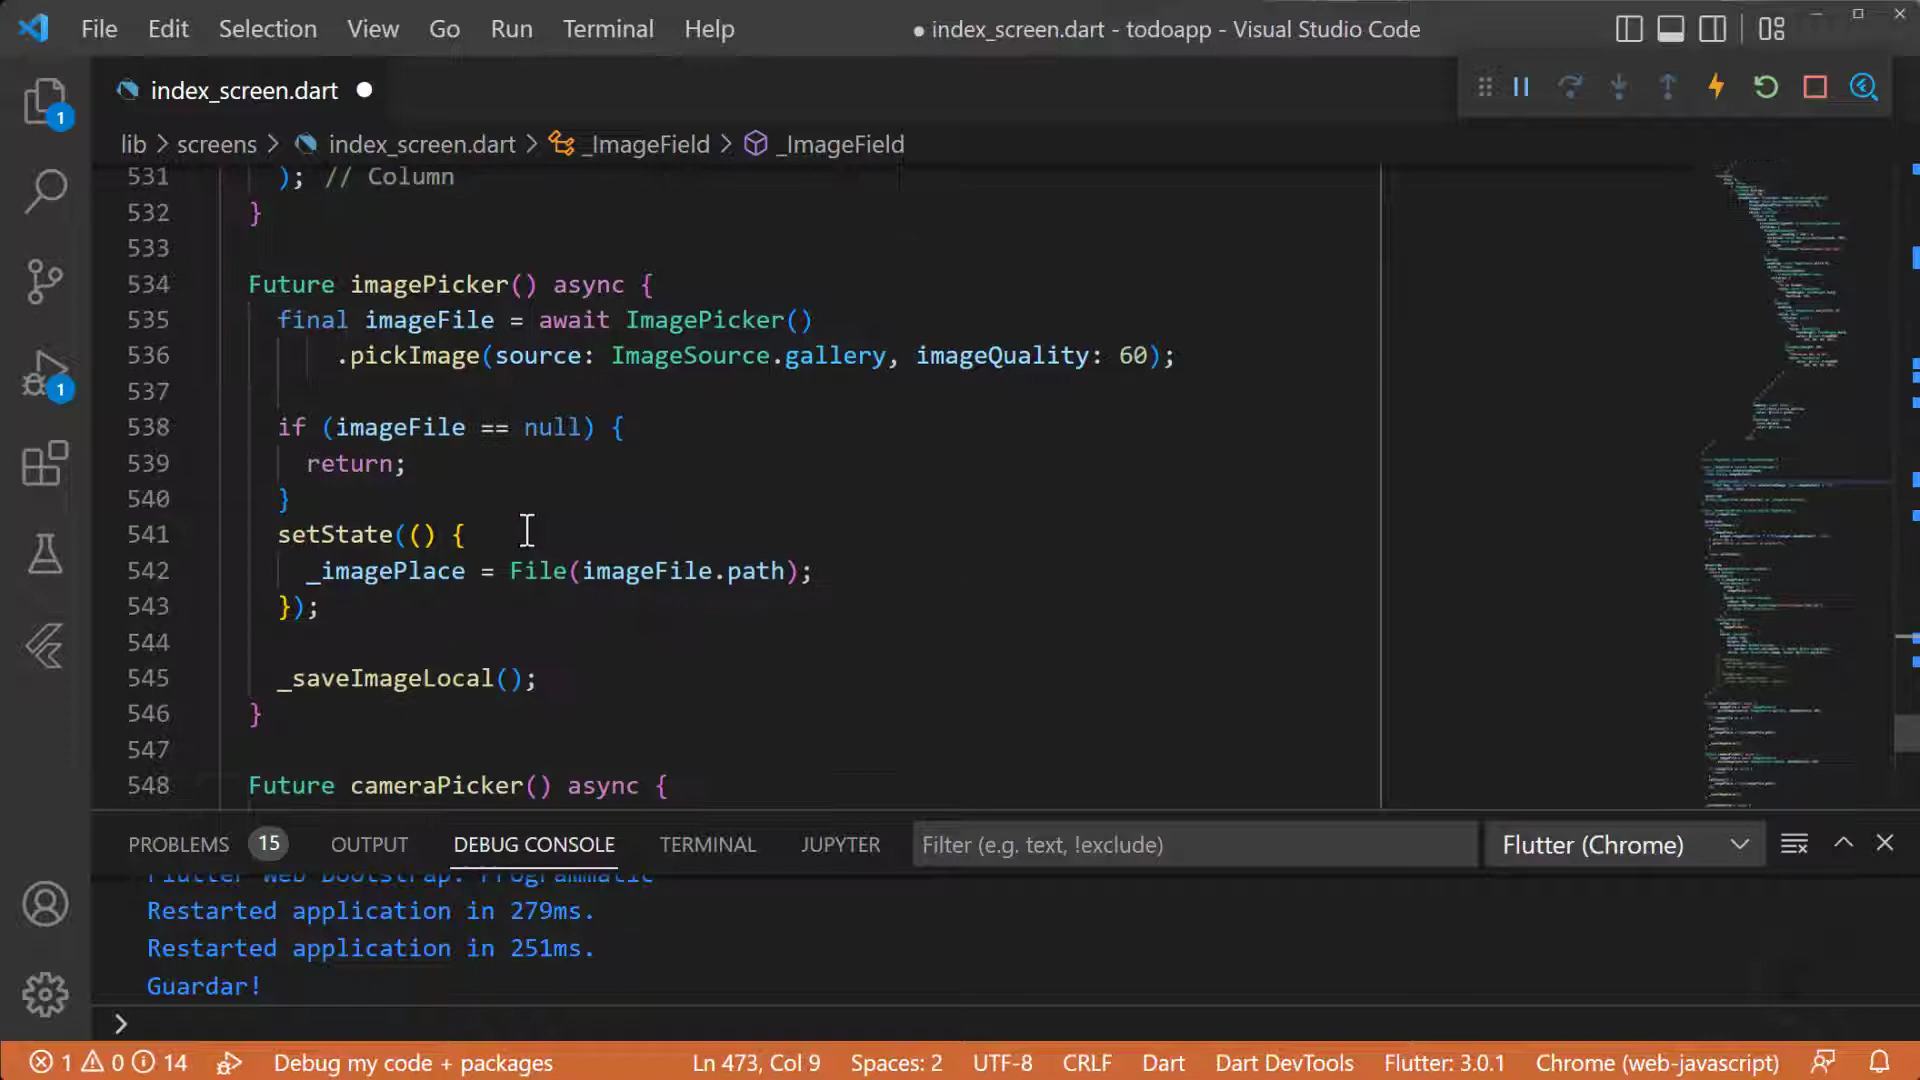 File Edit Selection View Go Run Terminal Help
● index_screen.dart - todoapp - Visual Studio Code
index_screen.dart ●
lib > screens > index_screen.dart > _ImageField > _ImageField
531 ); // Column
532 }
533
534 Future imagePicker() async {
535 final imageFile = await ImagePicker()
536 .pickImage(source: ImageSource.gallery, imageQuality: 60);
537
538 if (imageFile == null) {
539 return;
540 }
541 setState(() {
542 _imagePlace = File(imageFile.path);
543 });
544
545 _saveImageLocal();
546 }
547
548 Future cameraPicker() async {
1
1
PROBLEMS 15 OUTPUT DEBUG CONSOLE TERMINAL JUPYTER Filter (e.g. text, !exclude) Flutter (Chrome)
Flutter Web Bootstrap: Programmatic
Restarted application in 279ms.
Restarted application in 251ms.
Guardar!
>
1 0 14 Debug my code + packages Ln 473, Col 9 Spaces: 2 UTF-8 CRLF Dart Dart DevTools Flutter: 3.0.1 Chrome (web-javascript)